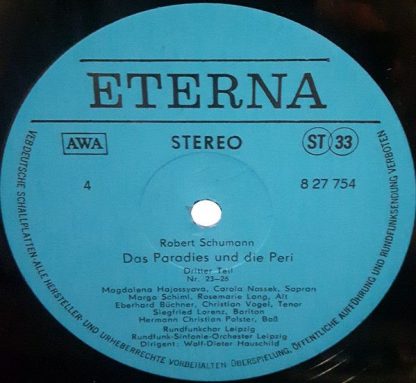 ETERNA
AWA
STEREO
ST 33
4
8 27 754
Robert Schumann
Das Paradies und die Peri
Dritter Teil
Nr. 23–26
Magdalena Hajossyova, Carola Nossek, Sopran
Marga Schiml, Rosemarie Lang, Alt
Eberhard Büchner, Christian Vogel, Tenor
Siegfried Lorenz, Bariton
Hermann Christian Polster, Baß
Rundfunkchor Leipzig
Rundfunk-Sinfonie-Orchester Leipzig
Dirigent: Wolf-Dieter Hauschild
VEB DEUTSCHE SCHALLPLATTEN · ALLE HERSTELLER- UND URHEBERRECHTE VORBEHALTEN · ÜBERSPIELUNG, ÖFFENTLICHE AUFFÜHRUNG UND RUNDFUNKSENDUNG VERBOTEN